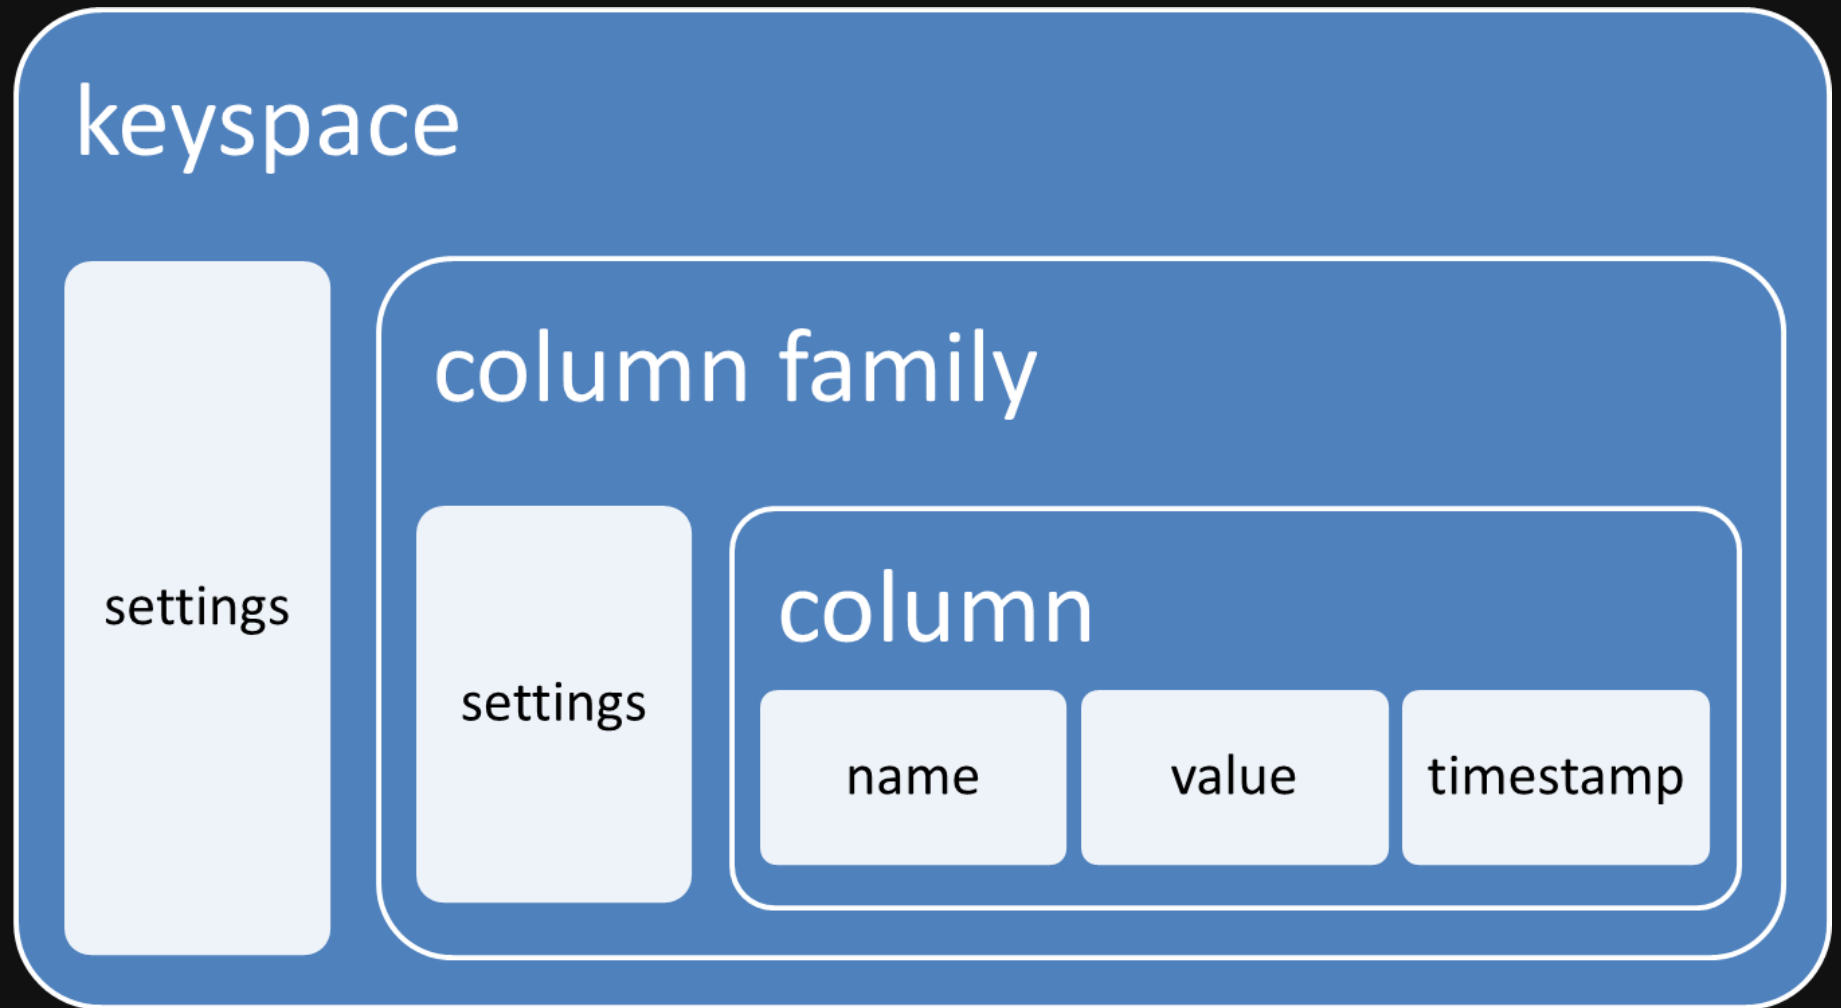 keyspace
settings
column family
settings
column
name
value
timestamp